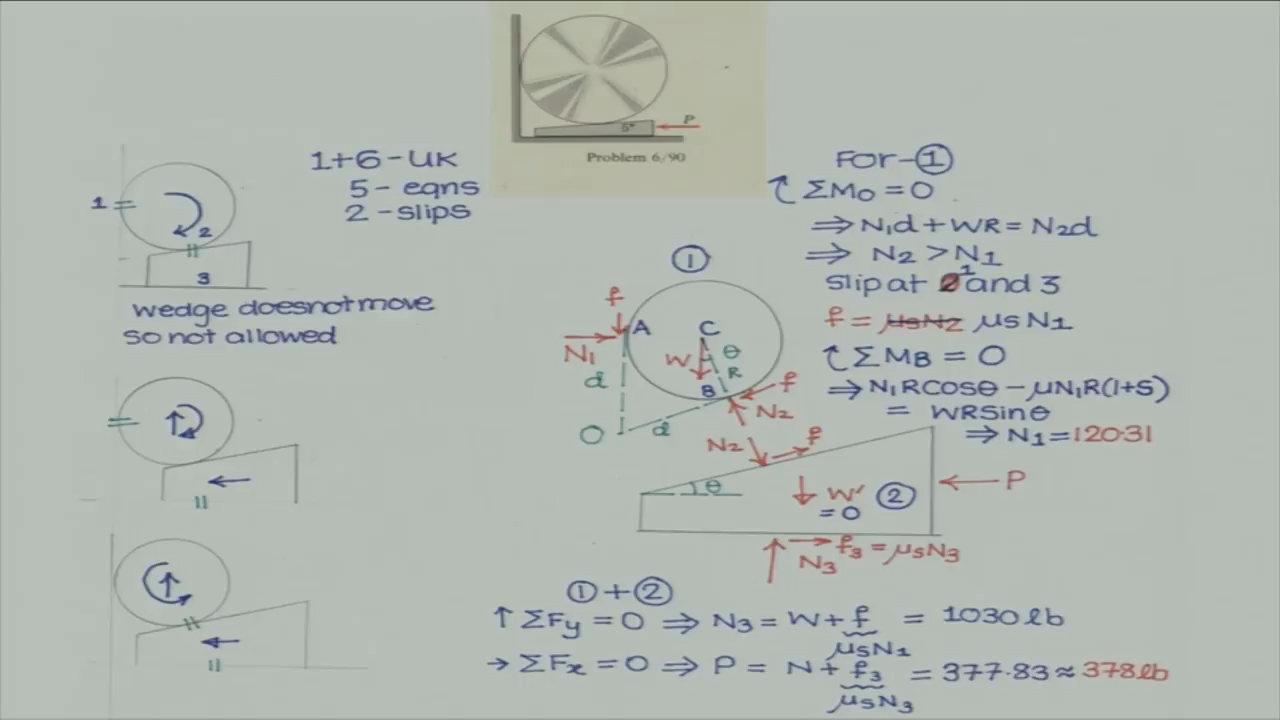 P
5°
Problem 6/90
1+6-UK
5- eqns
2-slips
1
2
3
wedge doesnot move
so not allowed
FOR-①
ΣMo = 0
⇒ N1d + WR = N2d
⇒ N2 > N1
slip at 1 and 3
f = μsN2 μsN1
ΣMB = 0
⇒ N1RCosθ - μN1R(1+S)
= WRSinθ
⇒ N1 = 120.31
①
f
A
C
N1
W
θ
d
R
B
f
N2
O
d
N2
f
θ
W'
= 0
②
P
N3
f3 = μsN3
① + ②
↑ ΣFy = 0 ⇒ N3 = W + f = 1030 lb
μsN1
→ ΣFx = 0 ⇒ P = N + f3 = 377.83 ≈ 378 lb
μsN3